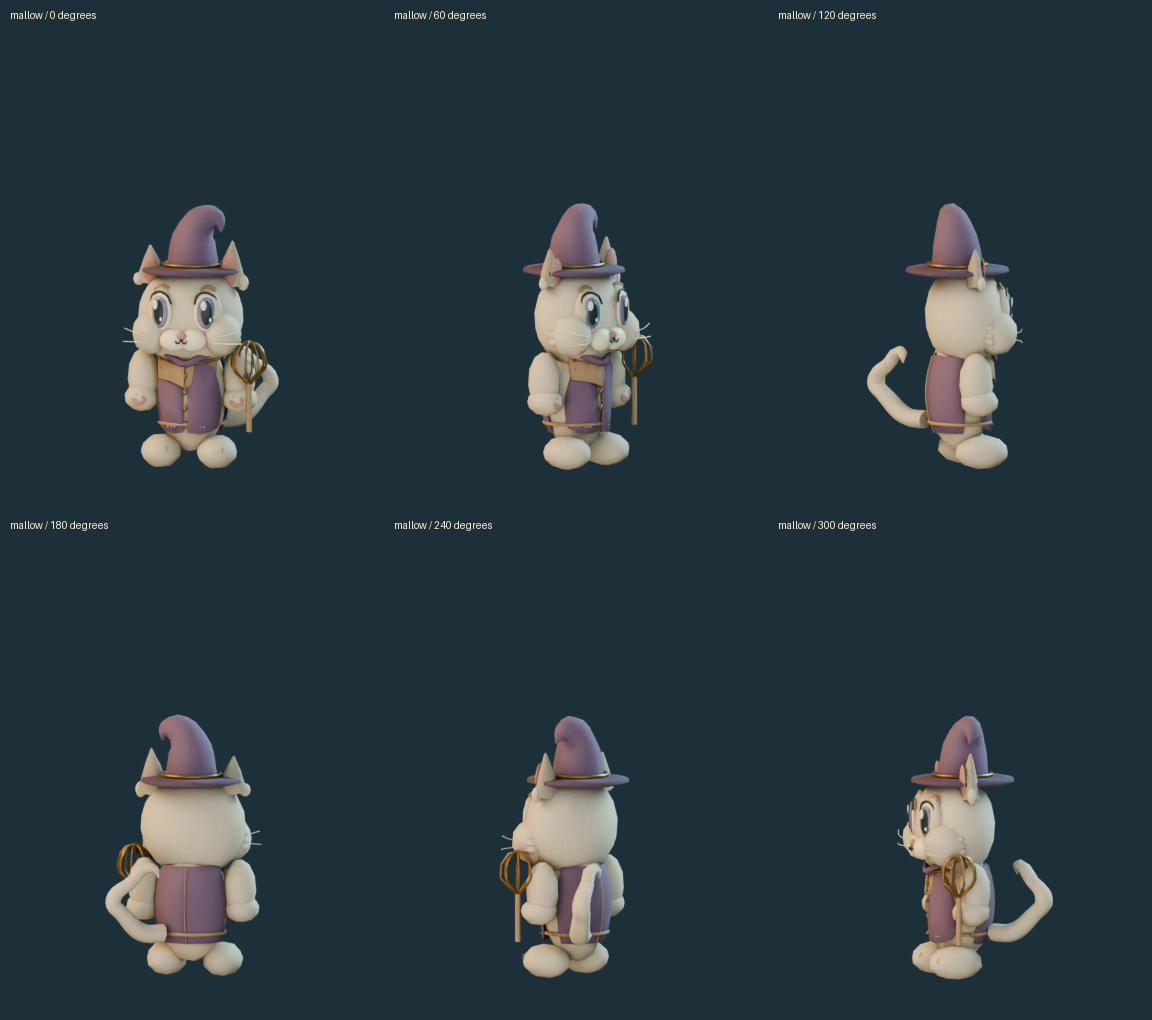 mallow / 0 degrees
mallow / 60 degrees
mallow / 120 degrees
mallow / 180 degrees
mallow / 240 degrees
mallow / 300 degrees